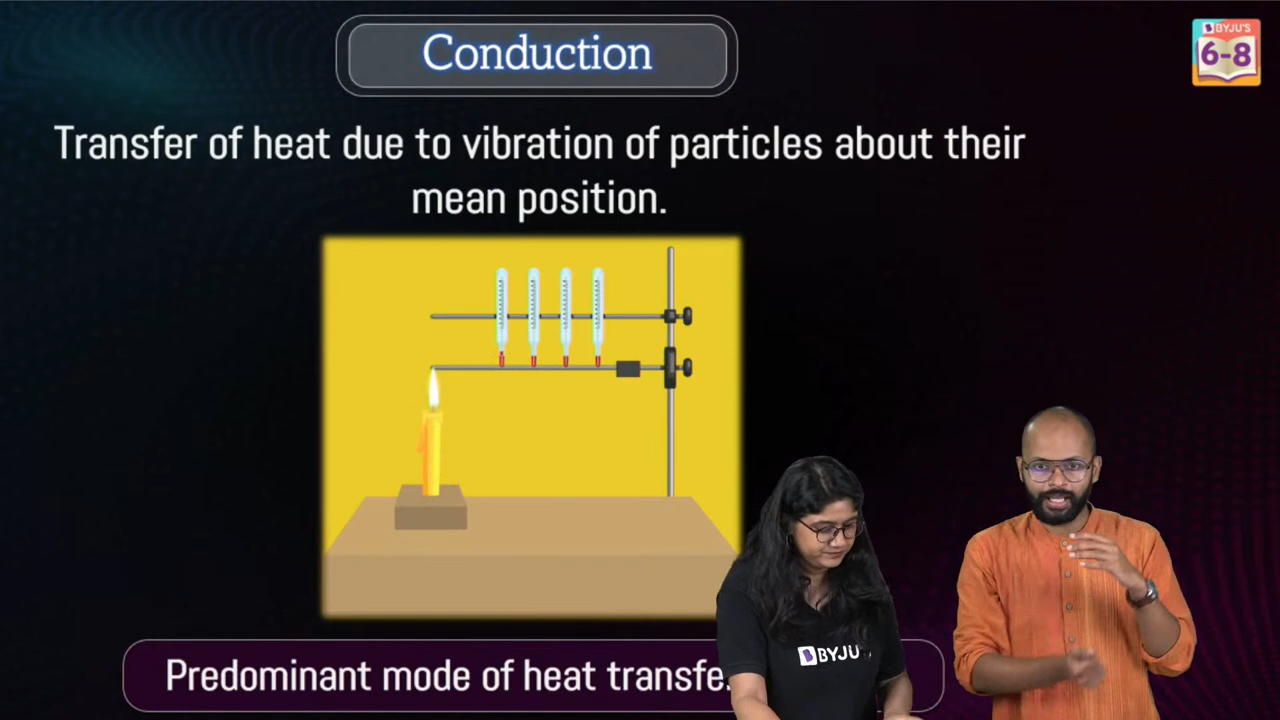 Conduction
BYJU'S
6-8
Transfer of heat due to vibration of particles about their
mean position.
Predominant mode of heat
BYJU